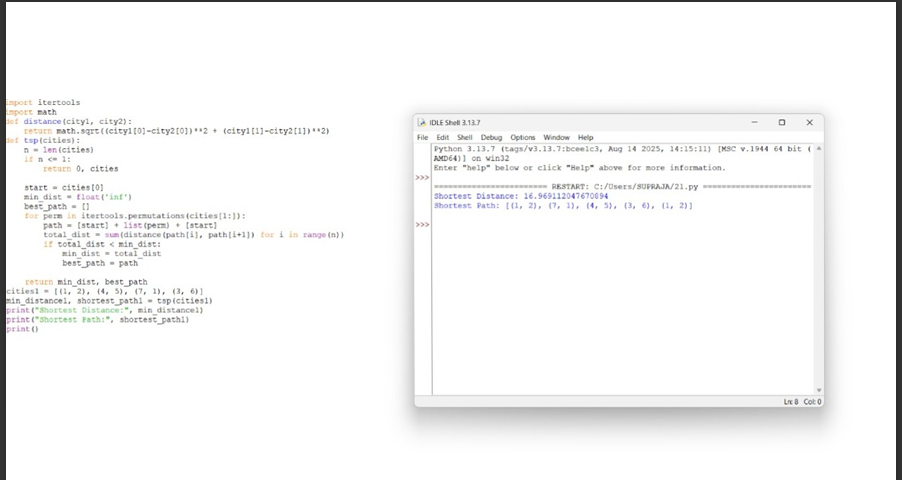 import itertools
import math
def distance(city1, city2):
    return math.sqrt((city1[0]-city2[0])**2 + (city1[1]-city2[1])**2)
def tsp(cities):
    n = len(cities)
    if n <= 1:
        return 0, cities

    start = cities[0]
    min_dist = float('inf')
    best_path = []
    for perm in itertools.permutations(cities[1:]):
        path = [start] + list(perm) + [start]
        total_dist = sum(distance(path[i], path[i+1]) for i in range(n))
        if total_dist < min_dist:
            min_dist = total_dist
            best_path = path

    return min_dist, best_path
cities1 = [(1, 2), (4, 5), (7, 1), (3, 6)]
min_distance1, shortest_path1 = tsp(cities1)
print("Shortest Distance:", min_distance1)
print("Shortest Path:", shortest_path1)
print()
IDLE Shell 3.13.7
File Edit Shell Debug Options Window Help
Python 3.13.7 (tags/v3.13.7:bceelc3, Aug 14 2025, 14:15:11) [MSC v.1944 64 bit (
AMD64)] on win32
Enter "help" below or click "Help" above for more information.
>>>
======================== RESTART: C:/Users/SUPRAJA/21.py =======================
Shortest Distance: 16.969112047670894
Shortest Path: [(1, 2), (7, 1), (4, 5), (3, 6), (1, 2)]
>>>
Ln: 8 Col: 0